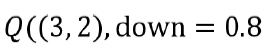 Q((3, 2), down = 0.8